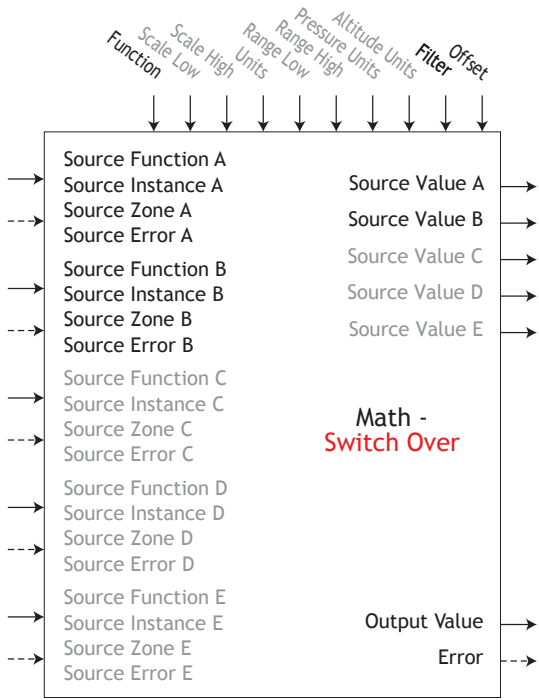 Function
Scale Low
Scale High
Units
Range Low
Range High
Pressure Units
Altitude Units
Filter
Offset
Source Function A
Source Instance A
Source Zone A
Source Error A
Source Function B
Source Instance B
Source Zone B
Source Error B
Source Function C
Source Instance C
Source Zone C
Source Error C
Source Function D
Source Instance D
Source Zone D
Source Error D
Source Function E
Source Instance E
Source Zone E
Source Error E
Source Value A
Source Value B
Source Value C
Source Value D
Source Value E
Math -
Switch Over
Output Value
Error